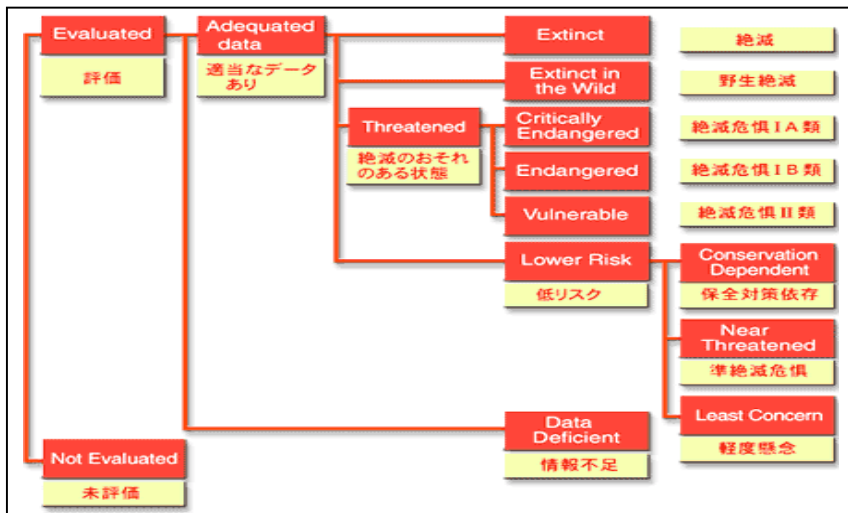 Evaluated
評価
Adequated
data
適当なデータ
あり
Extinct
絶滅
Extinct in
the Wild
野生絶滅
Threatened
絶滅のおそれ
のある状態
Critically
Endangered
絶滅危惧ⅠA類
Endangered
絶滅危惧ⅠB類
Vulnerable
絶滅危惧Ⅱ類
Lower Risk
低リスク
Conservation
Dependent
保全対策依存
Near
Threatened
準絶滅危惧
Least Concern
軽度懸念
Data
Deficient
情報不足
Not Evaluated
未評価